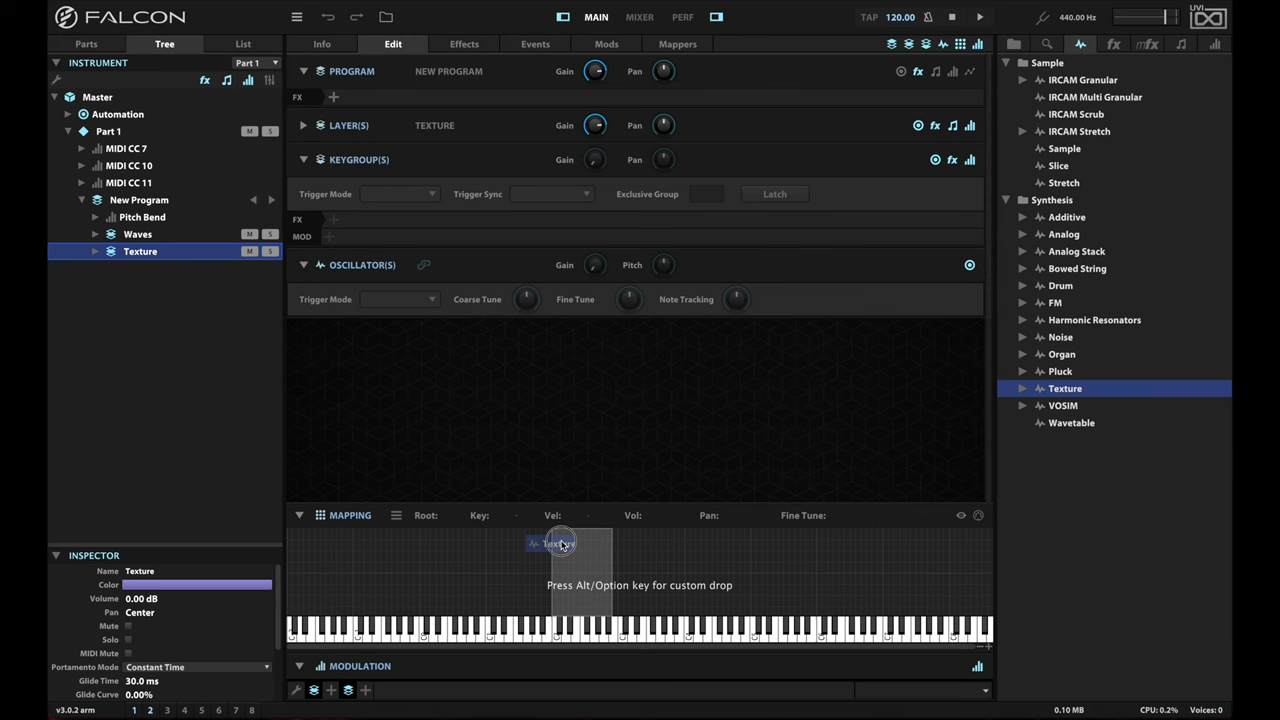 FALCON
MAIN MIXER PERF
TAP 120.00
440.00 Hz
UVI
Parts Tree List
Info Edit Effects Events Mods Mappers
INSTRUMENT Part 1
Master
Automation
Part 1 M S
MIDI CC 7
MIDI CC 10
MIDI CC 11
New Program
Pitch Bend
Waves M S
Texture M S
INSPECTOR
Name Texture
Color
Volume 0.00 dB
Pan Center
Mute
Solo
MIDI Mute
Portamento Mode Constant Time
Glide Time 30.0 ms
Glide Curve 0.00%
v3.0.2 arm 1 2 3 4 5 6 7 8
PROGRAM NEW PROGRAM Gain Pan
FX
LAYER(S) TEXTURE Gain Pan
KEYGROUP(S) Gain Pan
Trigger Mode Trigger Sync Exclusive Group Latch
FX
MOD
OSCILLATOR(S) Gain Pitch
Trigger Mode Coarse Tune Fine Tune Note Tracking
MAPPING Root: Key: - Vel: - Vol: Pan: Fine Tune:
Texture
Press Alt/Option key for custom drop
MODULATION
Sample
IRCAM Granular
IRCAM Multi Granular
IRCAM Scrub
IRCAM Stretch
Sample
Slice
Stretch
Synthesis
Additive
Analog
Analog Stack
Bowed String
Drum
FM
Harmonic Resonators
Noise
Organ
Pluck
Texture
VOSIM
Wavetable
0.10 MB CPU: 0.2% Voices: 0